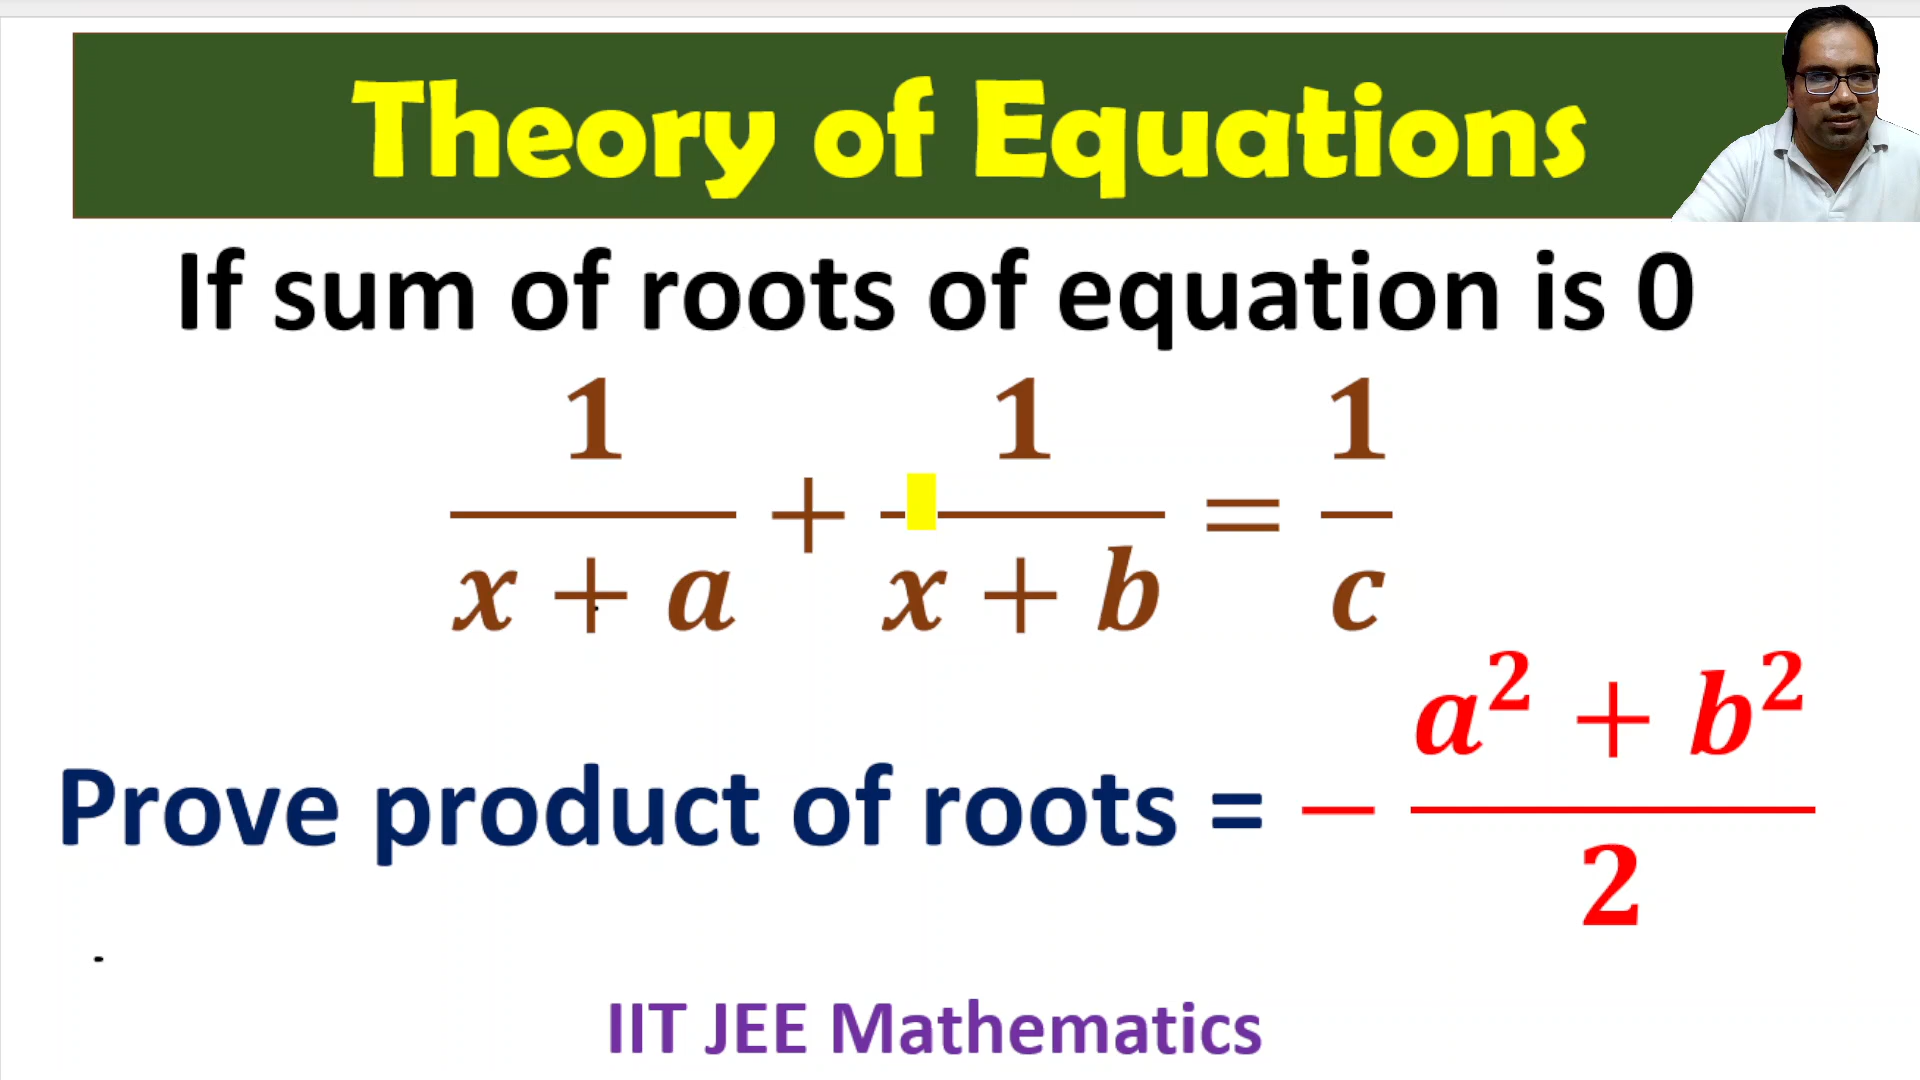 Theory of Equations
If sum of roots of equation is 0
1/(x + a) + 1/(x + b) = 1/c
Prove product of roots = − (a² + b²)/2
IIT JEE Mathematics